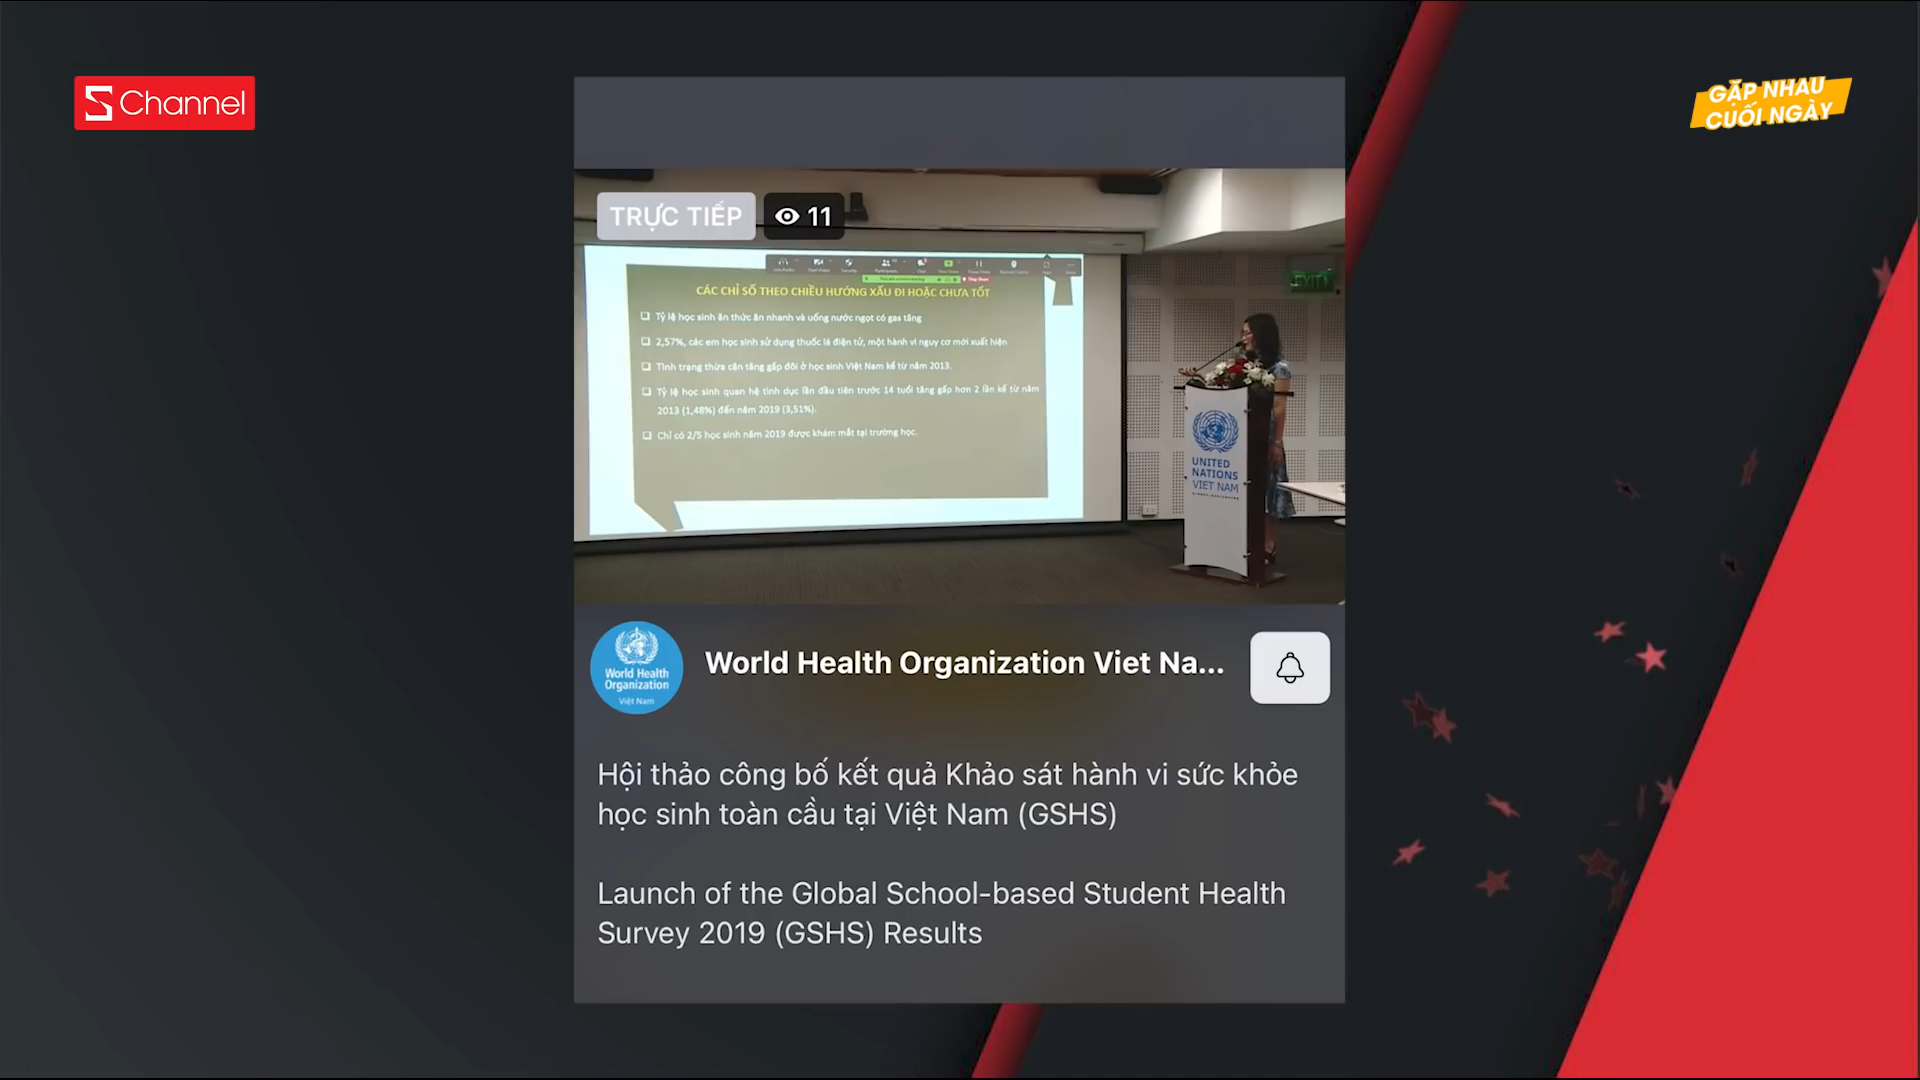 S Channel
GẶP NHAU
CUỐI NGÀY
TRỰC TIẾP
11
CÁC CHỈ SỐ THEO CHIỀU HƯỚNG XẤU ĐI HOẶC CHƯA TỐT
Tỷ lệ học sinh ăn thức ăn nhanh và uống nước ngọt có gas tăng
2,57%, các em học sinh sử dụng thuốc lá điện tử, một hành vi nguy cơ mới xuất hiện
Tình trạng thừa cân tăng gấp đôi ở học sinh Việt Nam kể từ năm 2013.
Tỷ lệ học sinh quan hệ tình dục lần đầu tiên trước 14 tuổi tăng gấp hơn 2 lần kể từ năm
2013 (1,48%) đến năm 2019 (3,51%).
Chỉ có 2/5 học sinh năm 2019 được khám mắt tại trường học.
EXIT
UNITED
NATIONS
VIET NAM
World Health
Organization
Việt Nam
World Health Organization Viet Na...
Hội thảo công bố kết quả Khảo sát hành vi sức khỏe
học sinh toàn cầu tại Việt Nam (GSHS)
Launch of the Global School-based Student Health
Survey 2019 (GSHS) Results